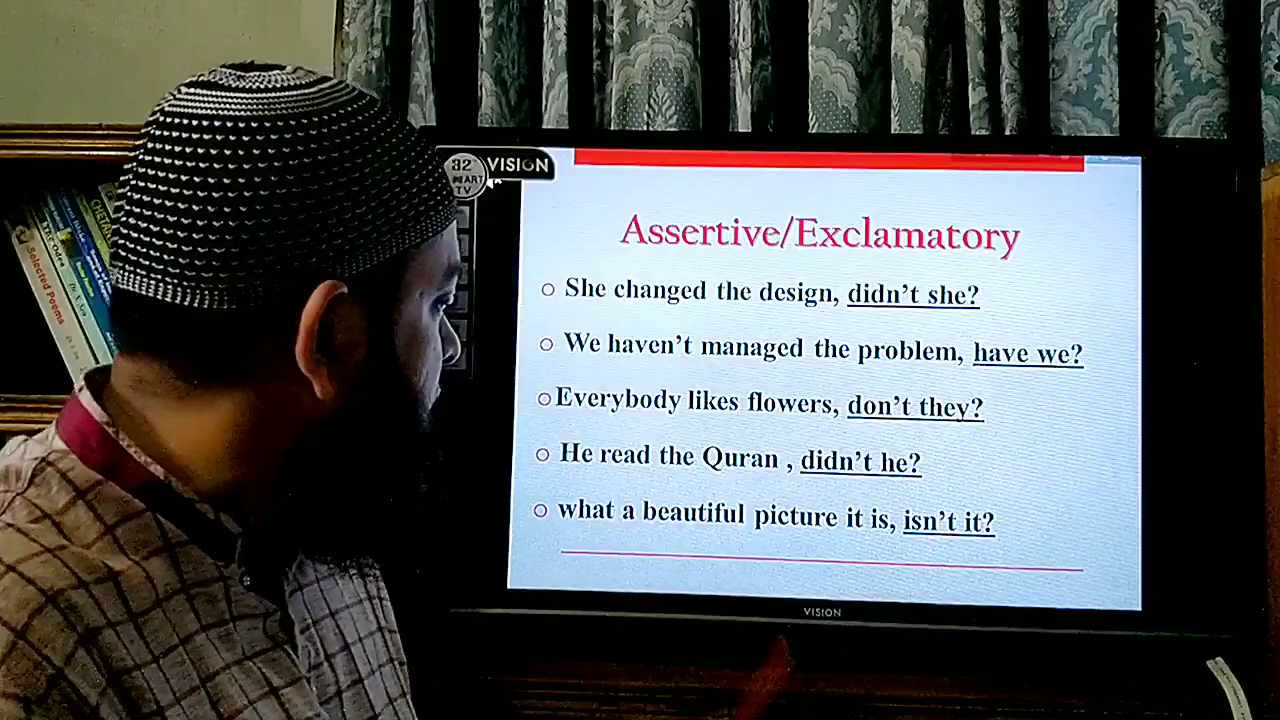 32
SMART
TV
VISION
Assertive/Exclamatory
She changed the design, didn't she?
We haven't managed the problem, have we?
Everybody likes flowers, don't they?
He read the Quran , didn't he?
what a beautiful picture it is, isn't it?
VISION
Selected Poems